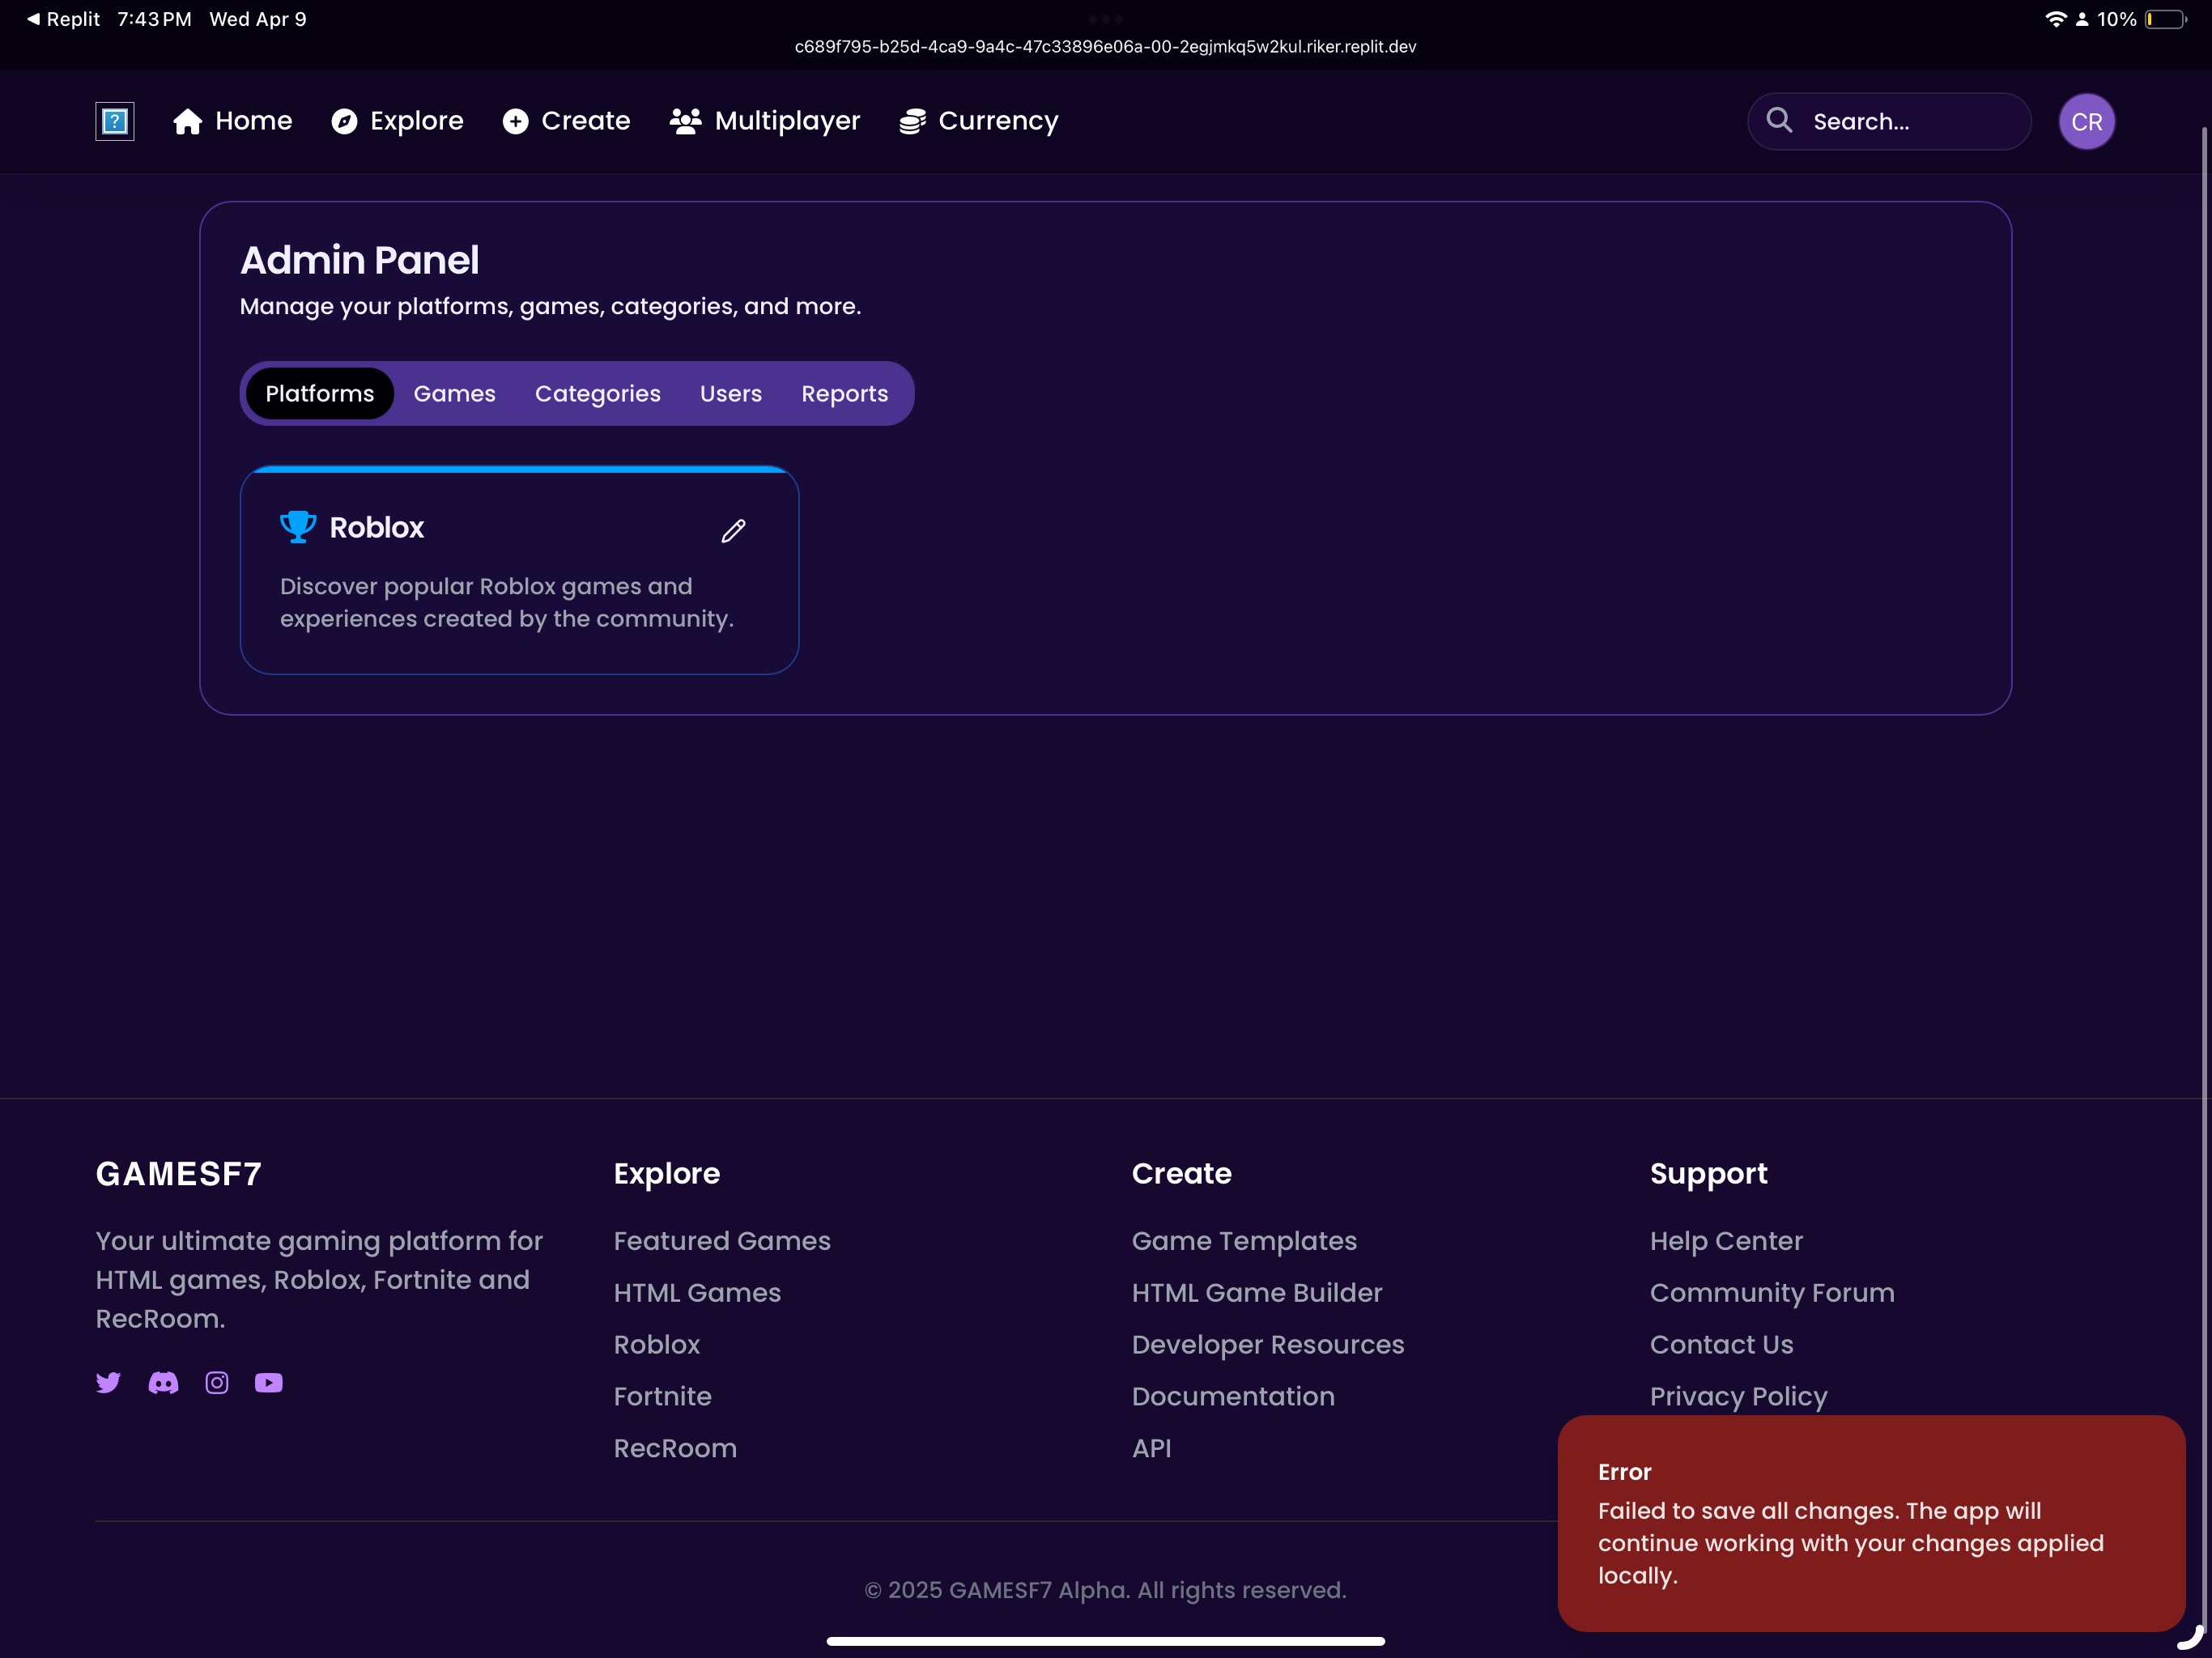 Replit 7:43 PM Wed Apr 9
10%
c689f795-b25d-4ca9-9a4c-47c33896e06a-00-2egjmkq5w2kul.riker.replit.dev
? Home Explore Create Multiplayer Currency Search... CR
Admin Panel
Manage your platforms, games, categories, and more.
Platforms Games Categories Users Reports
Roblox
Discover popular Roblox games and
experiences created by the community.
GAMESF7
Your ultimate gaming platform for
HTML games, Roblox, Fortnite and
RecRoom.
Explore
Featured Games
HTML Games
Roblox
Fortnite
RecRoom
Create
Game Templates
HTML Game Builder
Developer Resources
Documentation
API
Support
Help Center
Community Forum
Contact Us
Privacy Policy
Error
Failed to save all changes. The app will
continue working with your changes applied
locally.
© 2025 GAMESF7 Alpha. All rights reserved.